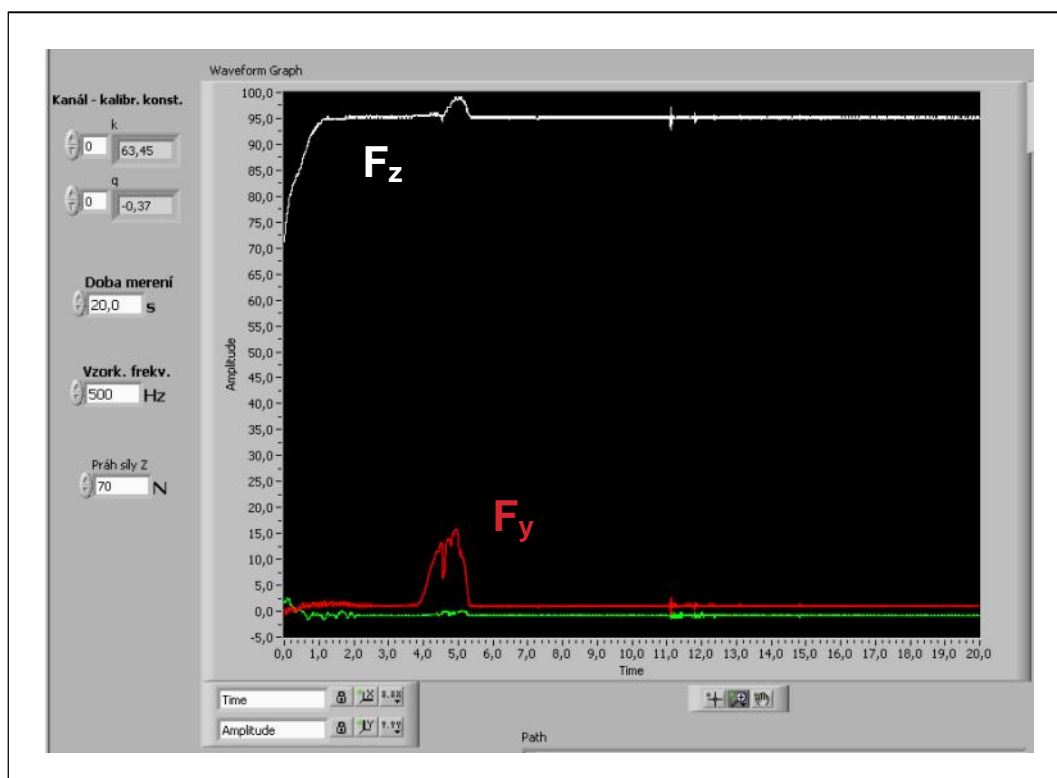 Waveform Graph
Kanál - kalibr. konst.
k
0
63,45
q
0
-0,37
Doba merení
20,0 s
Vzork. frekv.
500 Hz
Práh síly Z
70 N
Amplitude
100,0
95,0
90,0
85,0
80,0
75,0
70,0
65,0
60,0
55,0
50,0
45,0
40,0
35,0
30,0
25,0
20,0
15,0
10,0
5,0
0,0
-5,0
Fz
Fy
0,0 1,0 2,0 3,0 4,0 5,0 6,0 7,0 8,0 9,0 10,0 11,0 12,0 13,0 14,0 15,0 16,0 17,0 18,0 19,0 20,0
Time
Time
Amplitude
Path